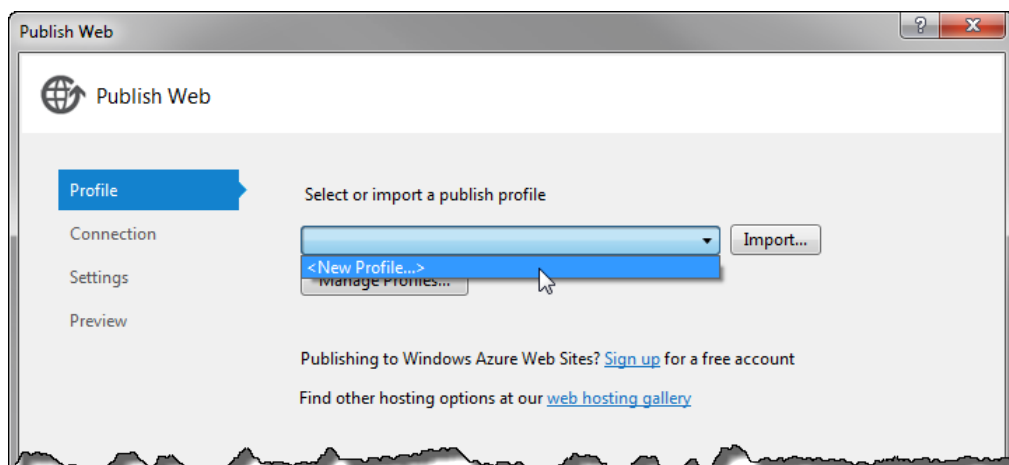 Publish Web
?
Publish Web
Profile
Select or import a publish profile
Connection
Import...
<New Profile...>
Settings
Manage Profiles...
Preview
Publishing to Windows Azure Web Sites? Sign up for a free account
Find other hosting options at our web hosting gallery